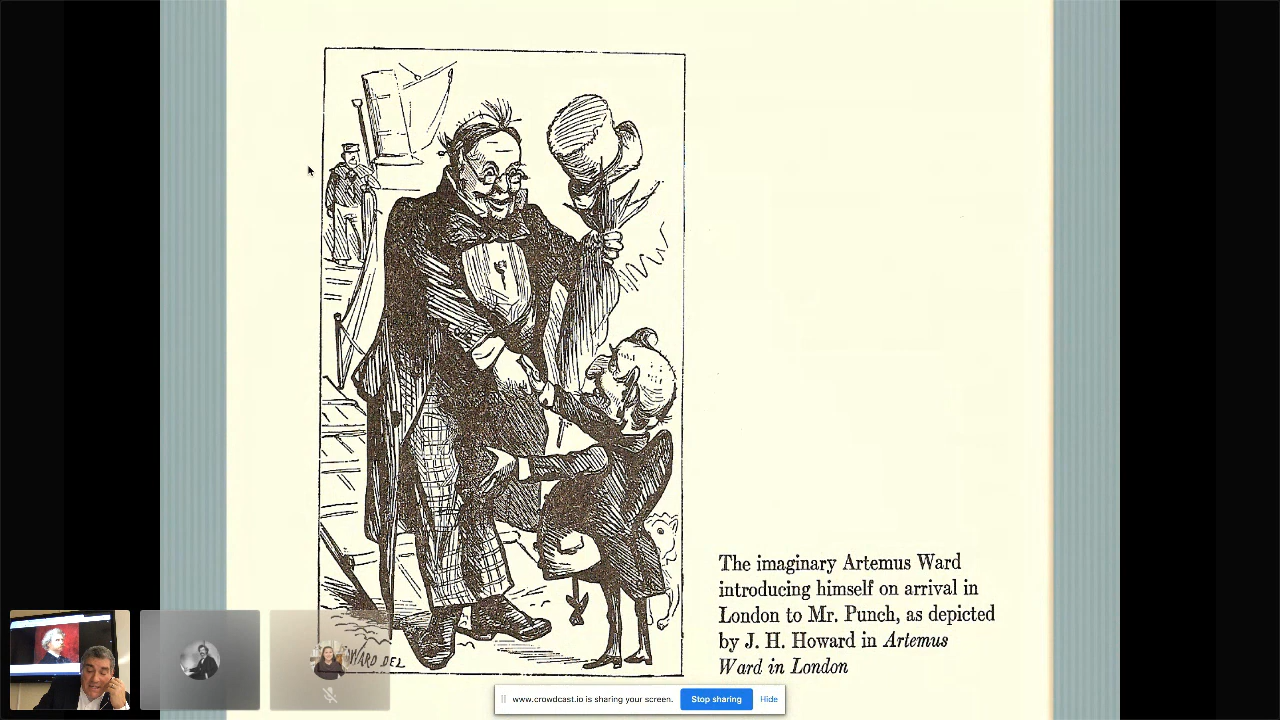 The imaginary Artemus Ward
introducing himself on arrival in
London to Mr. Punch, as depicted
by J. H. Howard in Artemus
Ward in London
WARD DEL
www.crowdcast.io is sharing your screen.
Stop sharing
Hide